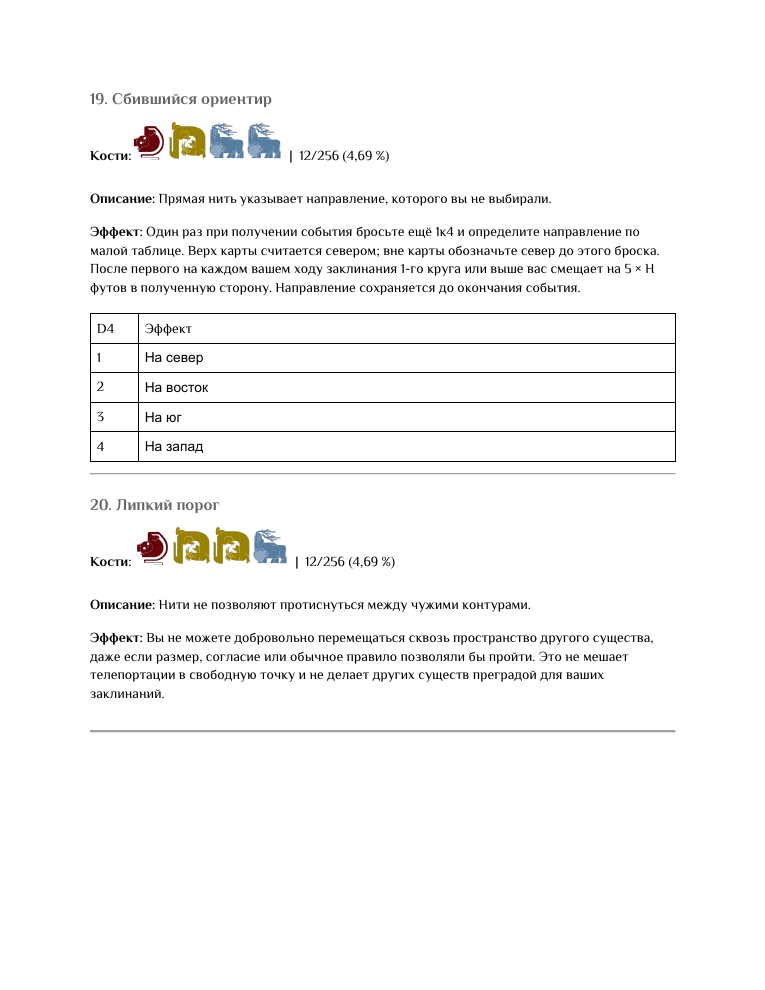 19. Сбившийся ориентир
Кости: | 12/256 (4,69 %)
Описание: Прямая нить указывает направление, которого вы не выбирали.
Эффект: Один раз при получении события бросьте ещё 1к4 и определите направление по
малой таблице. Верх карты считается севером; вне карты обозначьте север до этого броска.
После первого на каждом вашем ходу заклинания 1-го круга или выше вас смещает на 5 × Н
футов в полученную сторону. Направление сохраняется до окончания события.
D4 Эффект
1 На север
2 На восток
3 На юг
4 На запад
20. Липкий порог
Кости: | 12/256 (4,69 %)
Описание: Нити не позволяют протиснуться между чужими контурами.
Эффект: Вы не можете добровольно перемещаться сквозь пространство другого существа,
даже если размер, согласие или обычное правило позволяли бы пройти. Это не мешает
телепортации в свободную точку и не делает других существ преградой для ваших
заклинаний.